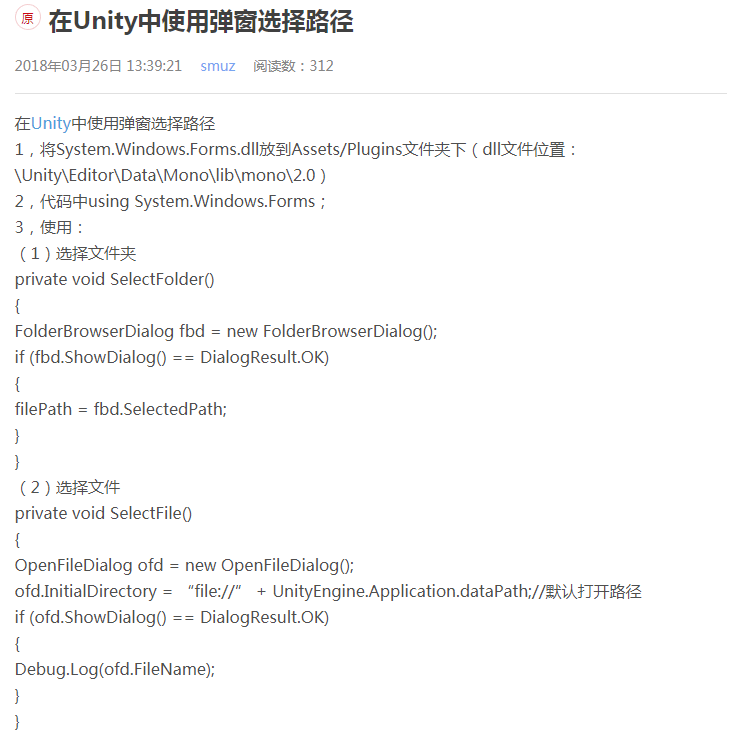 原 在Unity中使用弹窗选择路径
2018年03月26日 13:39:21 smuz 阅读数：312
在Unity中使用弹窗选择路径
1，将System.Windows.Forms.dll放到Assets/Plugins文件夹下（dll文件位置：
\Unity\Editor\Data\Mono\lib\mono\2.0）
2，代码中using System.Windows.Forms；
3，使用：
（1）选择文件夹
private void SelectFolder()
{
FolderBrowserDialog fbd = new FolderBrowserDialog();
if (fbd.ShowDialog() == DialogResult.OK)
{
filePath = fbd.SelectedPath;
}
}
（2）选择文件
private void SelectFile()
{
OpenFileDialog ofd = new OpenFileDialog();
ofd.InitialDirectory = “file://” + UnityEngine.Application.dataPath;//默认打开路径
if (ofd.ShowDialog() == DialogResult.OK)
{
Debug.Log(ofd.FileName);
}
}